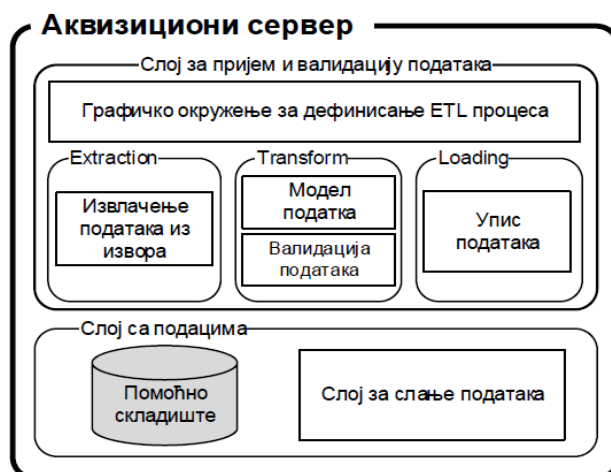 Аквизициони сервер
Слој за пријем и валидацију података
Графичко окружење за дефинисање ETL процеса
Extraction
Transform
Loading
Извлачење
података из
извора
Модел
податка
Валидација
података
Упис
података
Слој са подацима
Помоћно
складиште
Слој за слање података